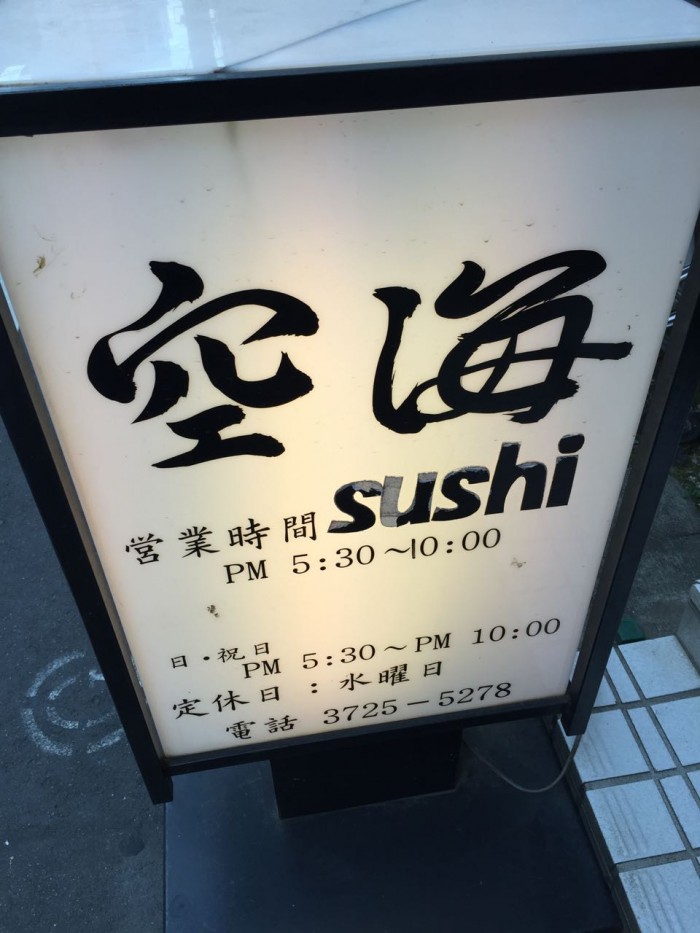 空海
sushi
営業時間
PM 5:30～10:00
日・祝日
PM 5:30～PM 10:00
定休日：水曜日
電話 3725－5278